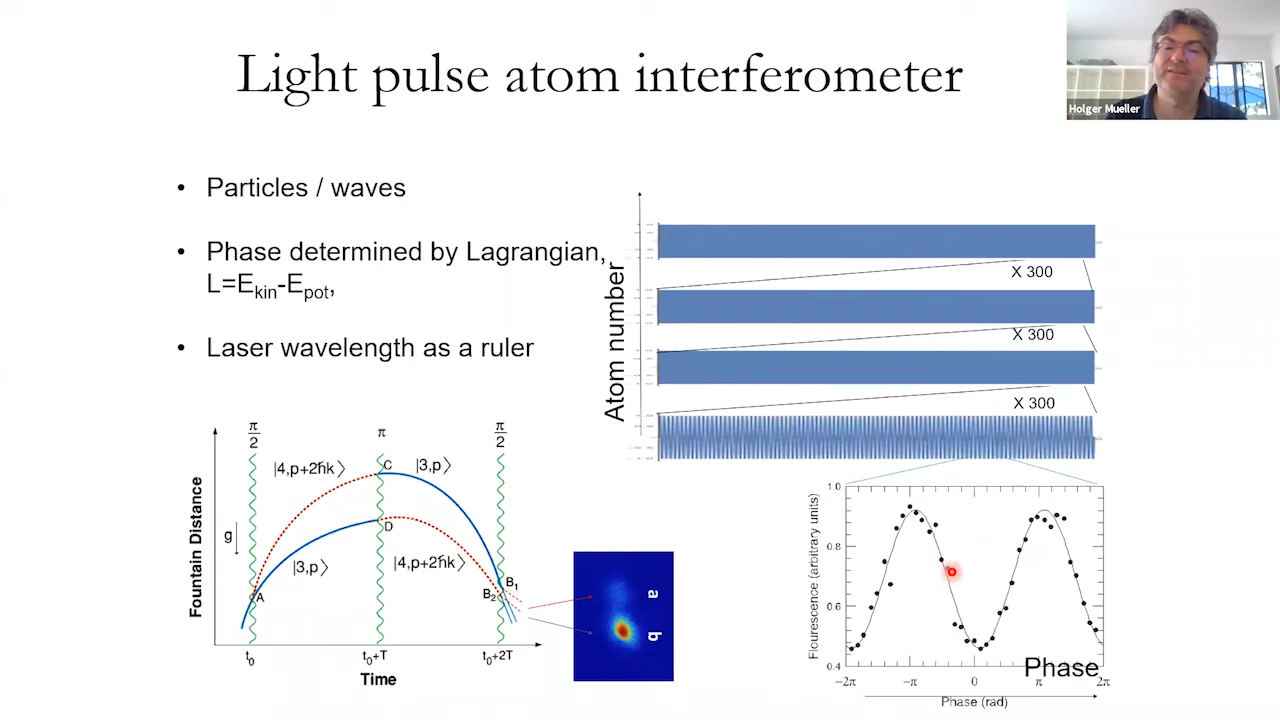 Light pulse atom interferometer
Holger Mueller
• Particles / waves
• Phase determined by Lagrangian,
L=Ekin-Epot,
• Laser wavelength as a ruler
Atom number
X 300
X 300
X 300
π/2
π
π/2
|4,p+2ħk⟩
C
|3,p⟩
D
g
|3,p⟩
|4,p+2ħk⟩
A
B1
B2
Fountain Distance
t0
t0+T
t0+2T
Time
a
b
Flourescence (arbitrary units)
1.0
0.8
0.6
0.4
−2π
−π
0
π
2π
Phase
Phase (rad)